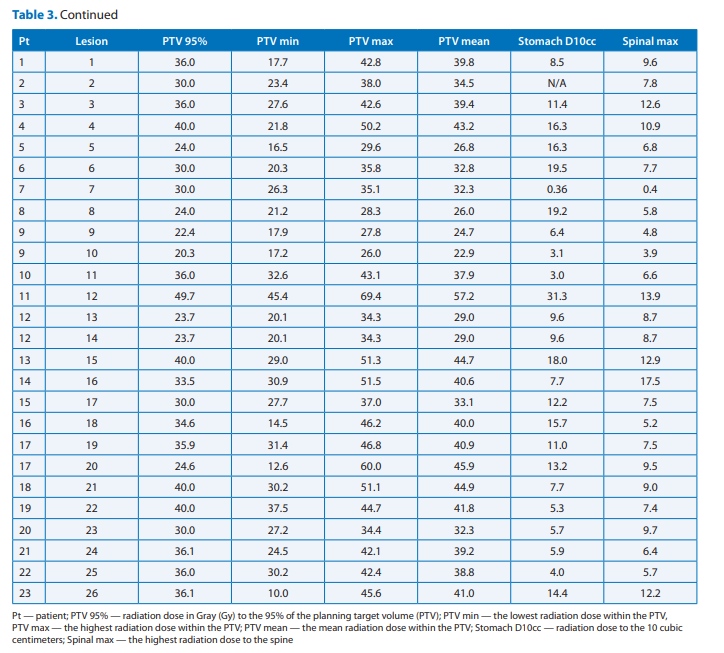 Table 3. Continued
Pt Lesion PTV 95% PTV min PTV max PTV mean Stomach D10cc Spinal max
1 1 36.0 17.7 42.8 39.8 8.5 9.6
2 2 30.0 23.4 38.0 34.5 N/A 7.8
3 3 36.0 27.6 42.6 39.4 11.4 12.6
4 4 40.0 21.8 50.2 43.2 16.3 10.9
5 5 24.0 16.5 29.6 26.8 16.3 6.8
6 6 30.0 20.3 35.8 32.8 19.5 7.7
7 7 30.0 26.3 35.1 32.3 0.36 0.4
8 8 24.0 21.2 28.3 26.0 19.2 5.8
9 9 22.4 17.9 27.8 24.7 6.4 4.8
9 10 20.3 17.2 26.0 22.9 3.1 3.9
10 11 36.0 32.6 43.1 37.9 3.0 6.6
11 12 49.7 45.4 69.4 57.2 31.3 13.9
12 13 23.7 20.1 34.3 29.0 9.6 8.7
12 14 23.7 20.1 34.3 29.0 9.6 8.7
13 15 40.0 29.0 51.3 44.7 18.0 12.9
14 16 33.5 30.9 51.5 40.6 7.7 17.5
15 17 30.0 27.7 37.0 33.1 12.2 7.5
16 18 34.6 14.5 46.2 40.0 15.7 5.2
17 19 35.9 31.4 46.8 40.9 11.0 7.5
17 20 24.6 12.6 60.0 45.9 13.2 9.5
18 21 40.0 30.2 51.1 44.9 7.7 9.0
19 22 40.0 37.5 44.7 41.8 5.3 7.4
20 23 30.0 27.2 34.4 32.3 5.7 9.7
21 24 36.1 24.5 42.1 39.2 5.9 6.4
22 25 36.0 30.2 42.4 38.8 4.0 5.7
23 26 36.1 10.0 45.6 41.0 14.4 12.2
Pt — patient; PTV 95% — radiation dose in Gray (Gy) to the 95% of the planning target volume (PTV); PTV min — the lowest radiation dose within the PTV,
PTV max — the highest radiation dose within the PTV; PTV mean — the mean radiation dose within the PTV; Stomach D10cc — radiation dose to the 10 cubic
centimeters; Spinal max — the highest radiation dose to the spine